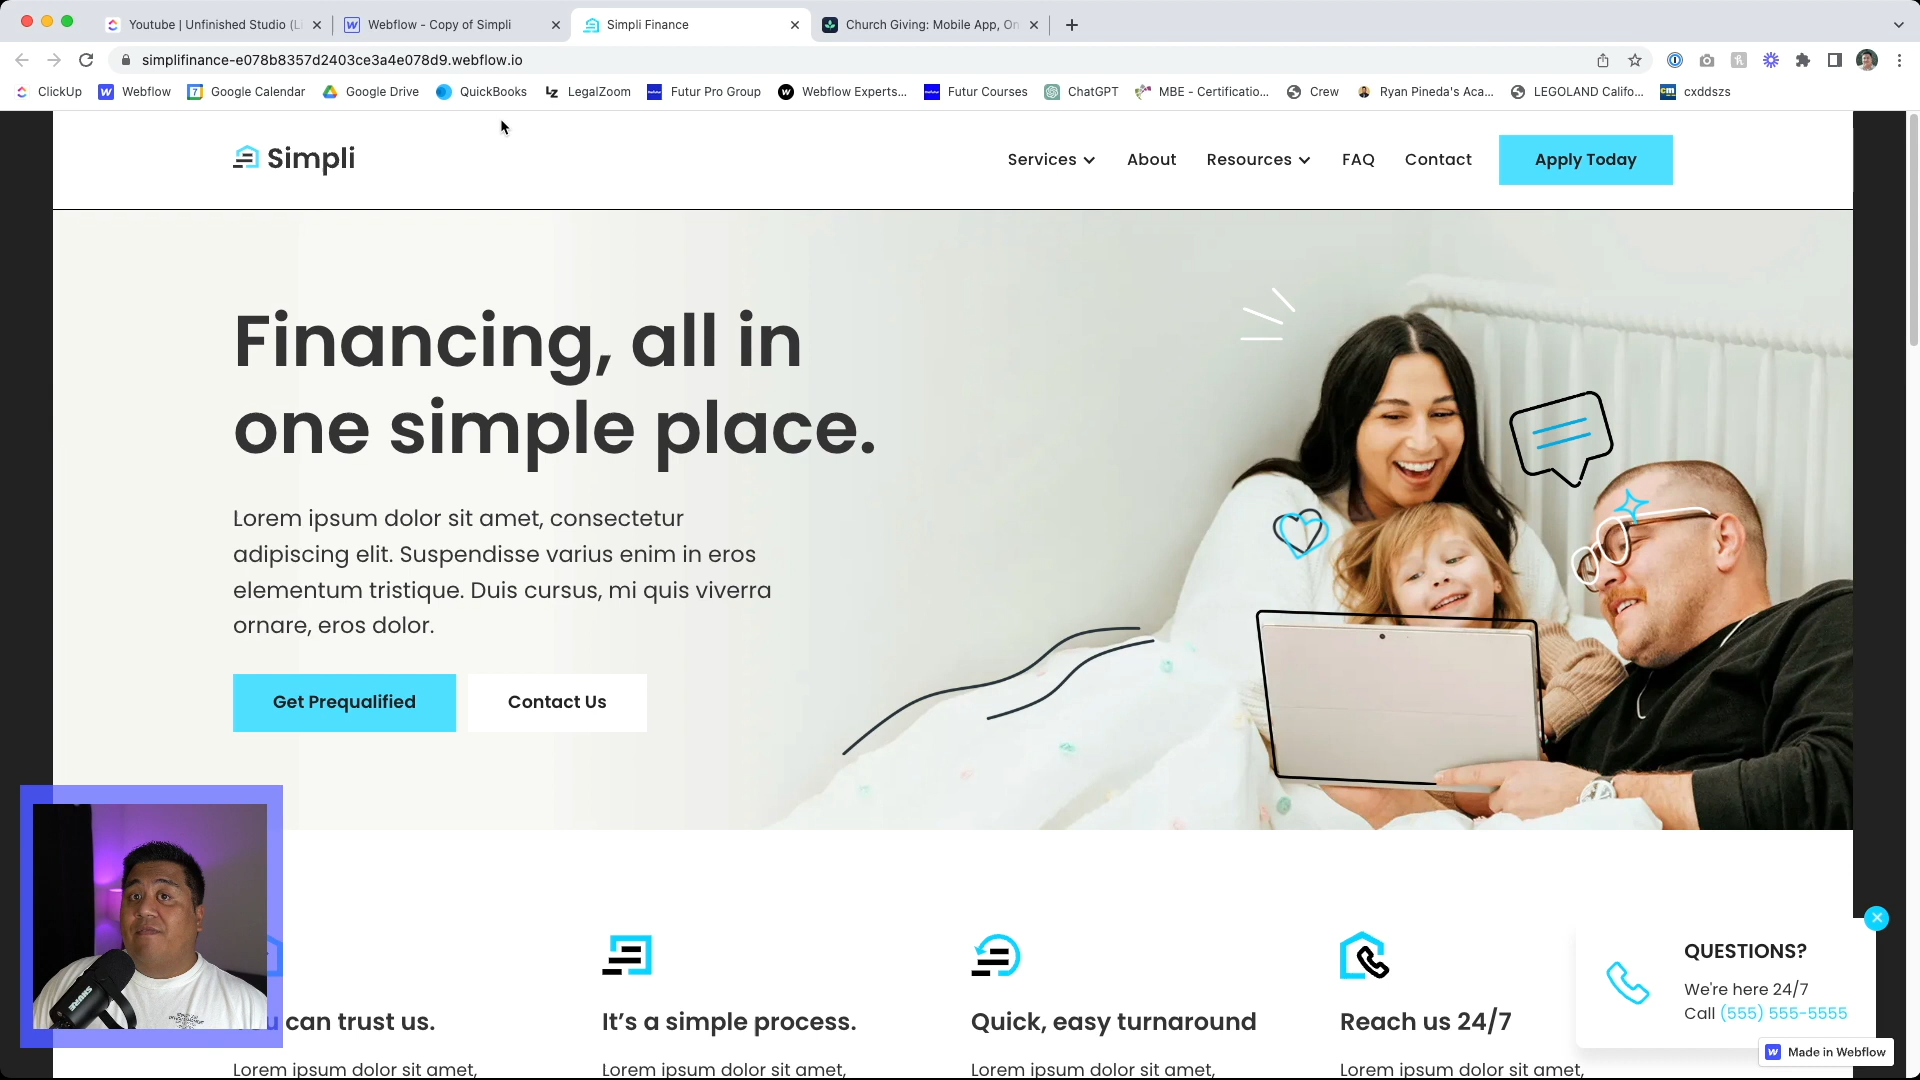 Youtube | Unfinished Studio (Li
Webflow - Copy of Simpli
Simpli Finance
Church Giving: Mobile App, On
simplifinance-e078b8357d2403ce3a4e078d9.webflow.io
ClickUp
Webflow
Google Calendar
Google Drive
QuickBooks
LegalZoom
Futur Pro Group
Webflow Experts...
Futur Courses
ChatGPT
MBE - Certificatio...
Crew
Ryan Pineda's Aca...
LEGOLAND Califo...
cxddszs
Simpli
Services
About
Resources
FAQ
Contact
Apply Today
Financing, all in
one simple place.
Lorem ipsum dolor sit amet, consectetur
adipiscing elit. Suspendisse varius enim in eros
elementum tristique. Duis cursus, mi quis viverra
ornare, eros dolor.
Get Prequalified
Contact Us
can trust us.
It's a simple process.
Quick, easy turnaround
Reach us 24/7
Lorem ipsum dolor sit amet,
Lorem ipsum dolor sit amet,
Lorem ipsum dolor sit amet,
Lorem ipsum dolor sit amet,
QUESTIONS?
We're here 24/7
Call (555) 555-5555
Made in Webflow
SHURE